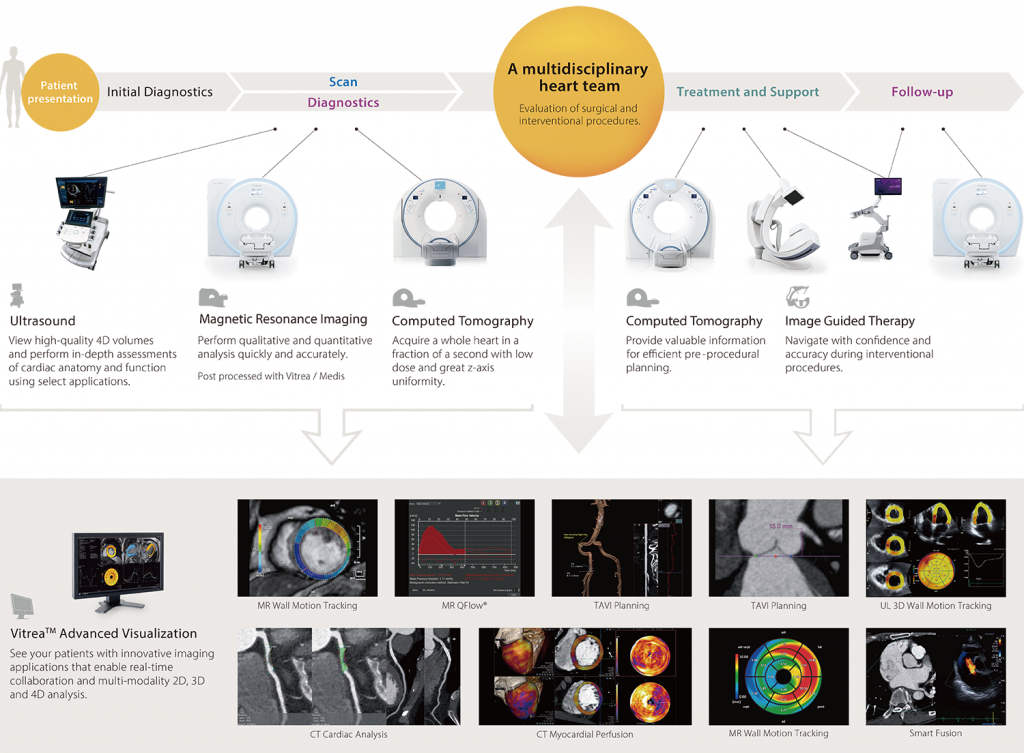 Patient
presentation
Initial Diagnostics
Scan
Diagnostics
A multidisciplinary
heart team
Evaluation of surgical and
interventional procedures.
Treatment and Support
Follow-up
Ultrasound
View high-quality 4D volumes
and perform in-depth assessments
of cardiac anatomy and function
using select applications.
Magnetic Resonance Imaging
Perform qualitative and quantitative
analysis quickly and accurately.
Post processed with Vitrea / Medis
Computed Tomography
Acquire a whole heart in a
fraction of a second with low
dose and great z-axis
uniformity.
Computed Tomography
Provide valuable information
for efficient pre-procedural
planning.
Image Guided Therapy
Navigate with confidence and
accuracy during interventional
procedures.
Vitrea™ Advanced Visualization
See your patients with innovative imaging
applications that enable real-time
collaboration and multi-modality 2D, 3D
and 4D analysis.
MR Wall Motion Tracking
Mean Flow Velocity
MR QFlow®
TAVI Planning
15.0 mm
TAVI Planning
UL 3D Wall Motion Tracking
CT Cardiac Analysis
CT Myocardial Perfusion
MR Wall Motion Tracking
Smart Fusion